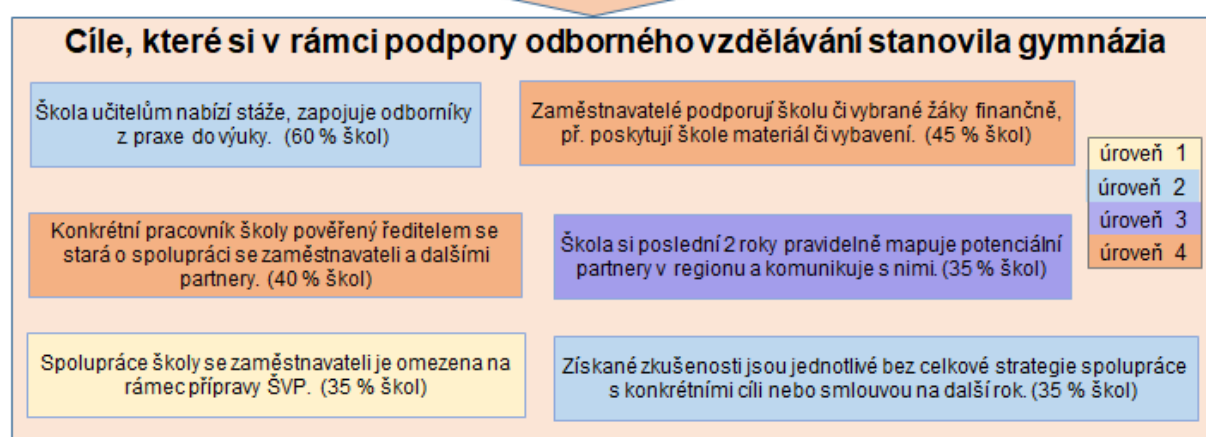 Cíle, které si v rámci podpory odborného vzdělávání stanovila gymnázia
Škola učitelům nabízí stáže, zapojuje odborníky
z praxe do výuky. (60 % škol)
Zaměstnavatelé podporují školu či vybrané žáky finančně,
př. poskytují škole materiál či vybavení. (45 % škol)
úroveň 1
úroveň 2
úroveň 3
úroveň 4
Konkrétní pracovník školy pověřený ředitelem se
stará o spolupráci se zaměstnavateli a dalšími
partnery. (40 % škol)
Škola si poslední 2 roky pravidelně mapuje potenciální
partnery v regionu a komunikuje s nimi. (35 % škol)
Spolupráce školy se zaměstnavateli je omezena na
rámec přípravy ŠVP. (35 % škol)
Získané zkušenosti jsou jednotlivé bez celkové strategie spolupráce
s konkrétními cíli nebo smlouvou na další rok. (35 % škol)